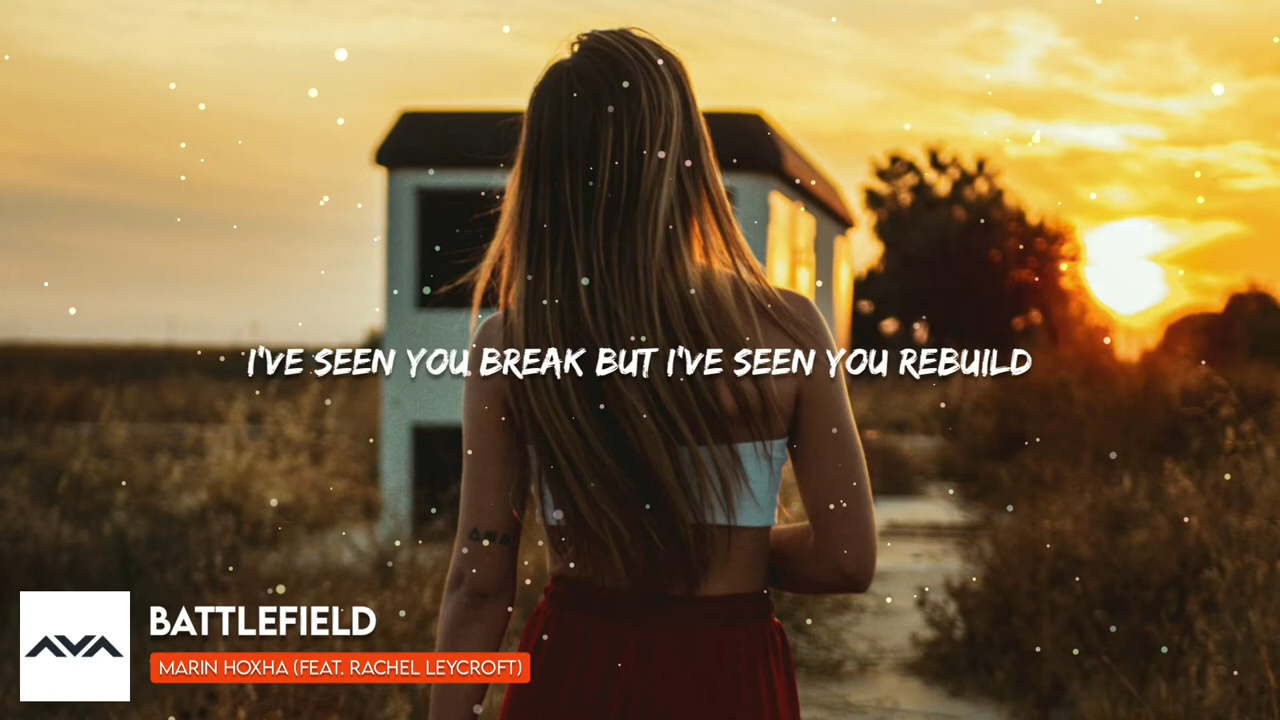 I'VE SEEN YOU BREAK BUT I'VE SEEN YOU REBUILD
AVA
BATTLEFIELD
MARIN HOXHA (FEAT. RACHEL LEYCROFT)